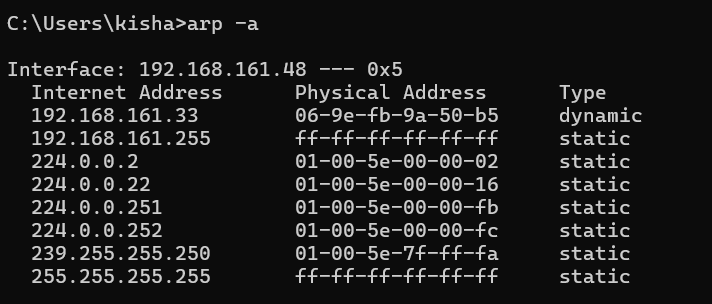 C:\Users\kisha>arp -a
Interface: 192.168.161.48 --- 0x5
Internet Address Physical Address Type
192.168.161.33 06-9e-fb-9a-50-b5 dynamic
192.168.161.255 ff-ff-ff-ff-ff-ff static
224.0.0.2 01-00-5e-00-00-02 static
224.0.0.22 01-00-5e-00-00-16 static
224.0.0.251 01-00-5e-00-00-fb static
224.0.0.252 01-00-5e-00-00-fc static
239.255.255.250 01-00-5e-7f-ff-fa static
255.255.255.255 ff-ff-ff-ff-ff-ff static